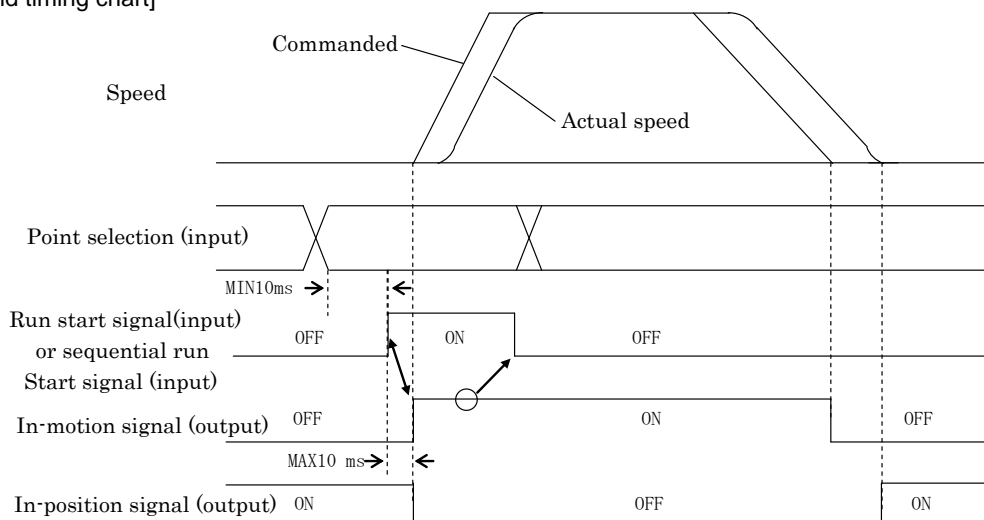 nd timing chart]
Commanded
Speed
Actual speed
Point selection (input)
MIN10ms
Run start signal(input)
or sequential run
Start signal (input)
OFF
ON
OFF
In-motion signal (output)
OFF
ON
OFF
MAX10 ms
In-position signal (output)
ON
OFF
ON